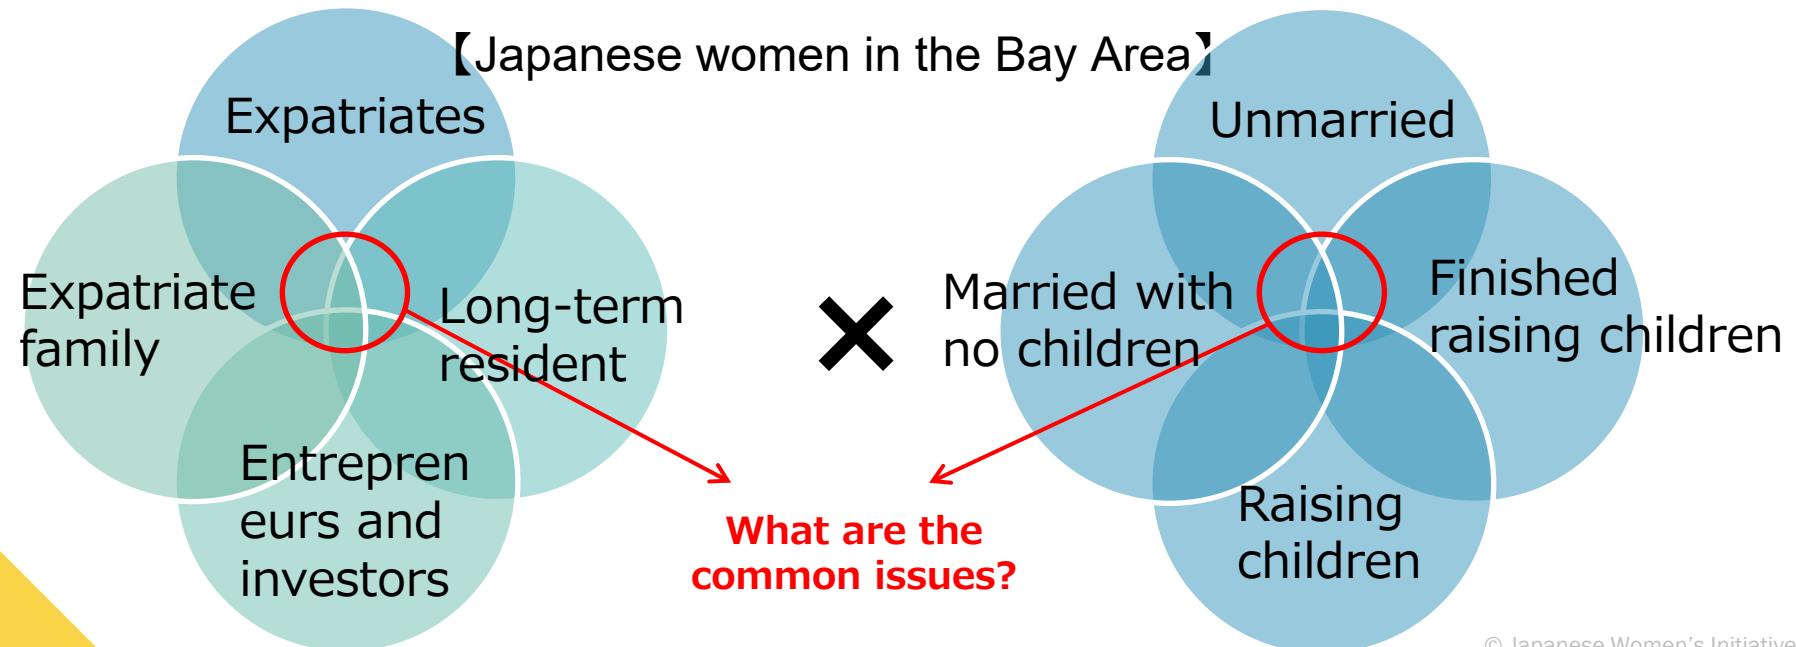 【Japanese women in the Bay Area】
Expatriates
Expatriate
family
Long-term
resident
Entrepren
eurs and
investors
×
Unmarried
Married with
no children
Finished
raising children
Raising
children
What are the
common issues?
© Japanese Women's Initiative